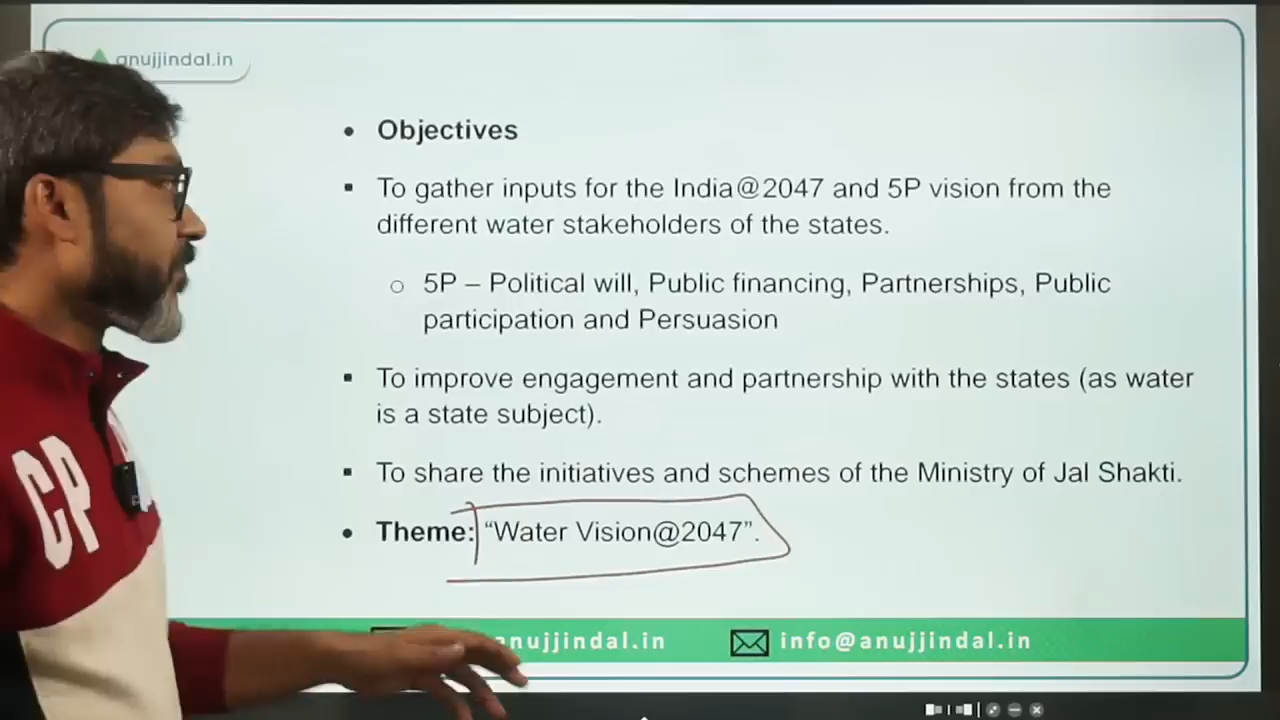 anujjindal.in
• Objectives
▪ To gather inputs for the India@2047 and 5P vision from the
different water stakeholders of the states.
○ 5P – Political will, Public financing, Partnerships, Public
participation and Persuasion
▪ To improve engagement and partnership with the states (as water
is a state subject).
▪ To share the initiatives and schemes of the Ministry of Jal Shakti.
• Theme: “Water Vision@2047”.
anujjindal.in info@anujjindal.in
CP